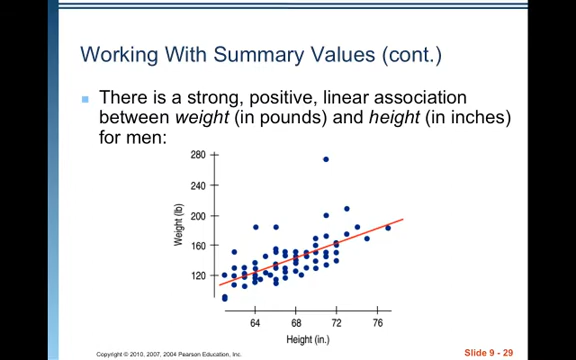 Working With Summary Values (cont.)
There is a strong, positive, linear association
between weight (in pounds) and height (in inches)
for men:
280
240
200
160
120
Weight (lb)
64 68 72 76
Height (in.)
Copyright © 2010, 2007, 2004 Pearson Education, Inc.
Slide 9 - 29